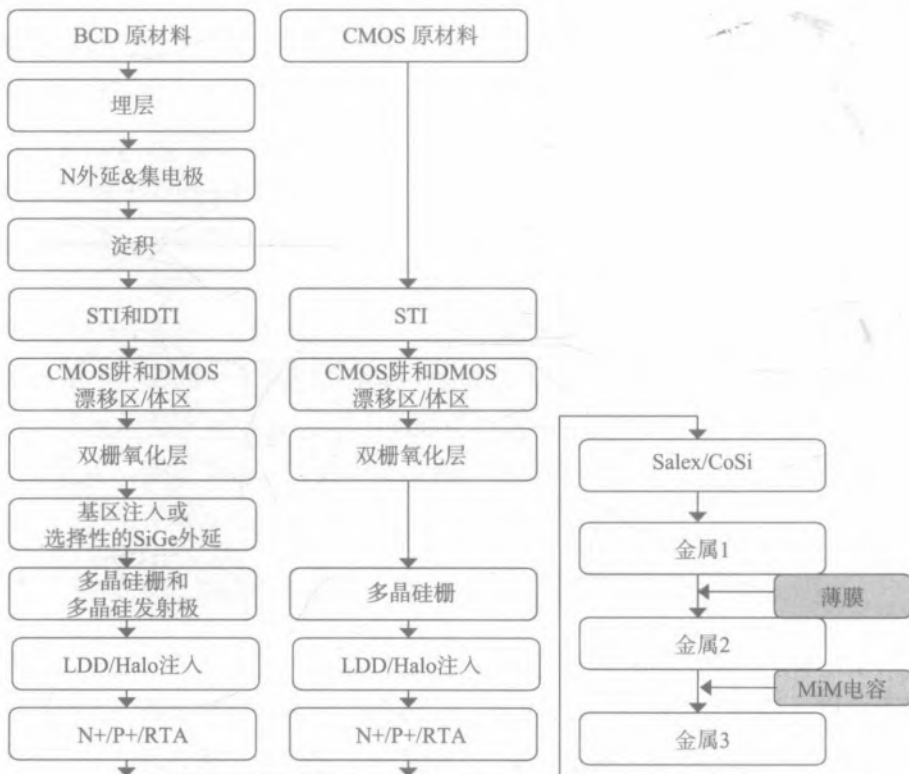 BCD 原材料
埋层
N外延&集电极
淀积
STI和DTI
CMOS阱和DMOS
漂移区/体区
双栅氧化层
基区注入或
选择性的SiGe外延
多晶硅栅和
多晶硅发射极
LDD/Halo注入
N+/P+/RTA
CMOS 原材料
STI
CMOS阱和DMOS
漂移区/体区
双栅氧化层
多晶硅栅
LDD/Halo注入
N+/P+/RTA
Salex/CoSi
金属1
薄膜
金属2
MiM电容
金属3